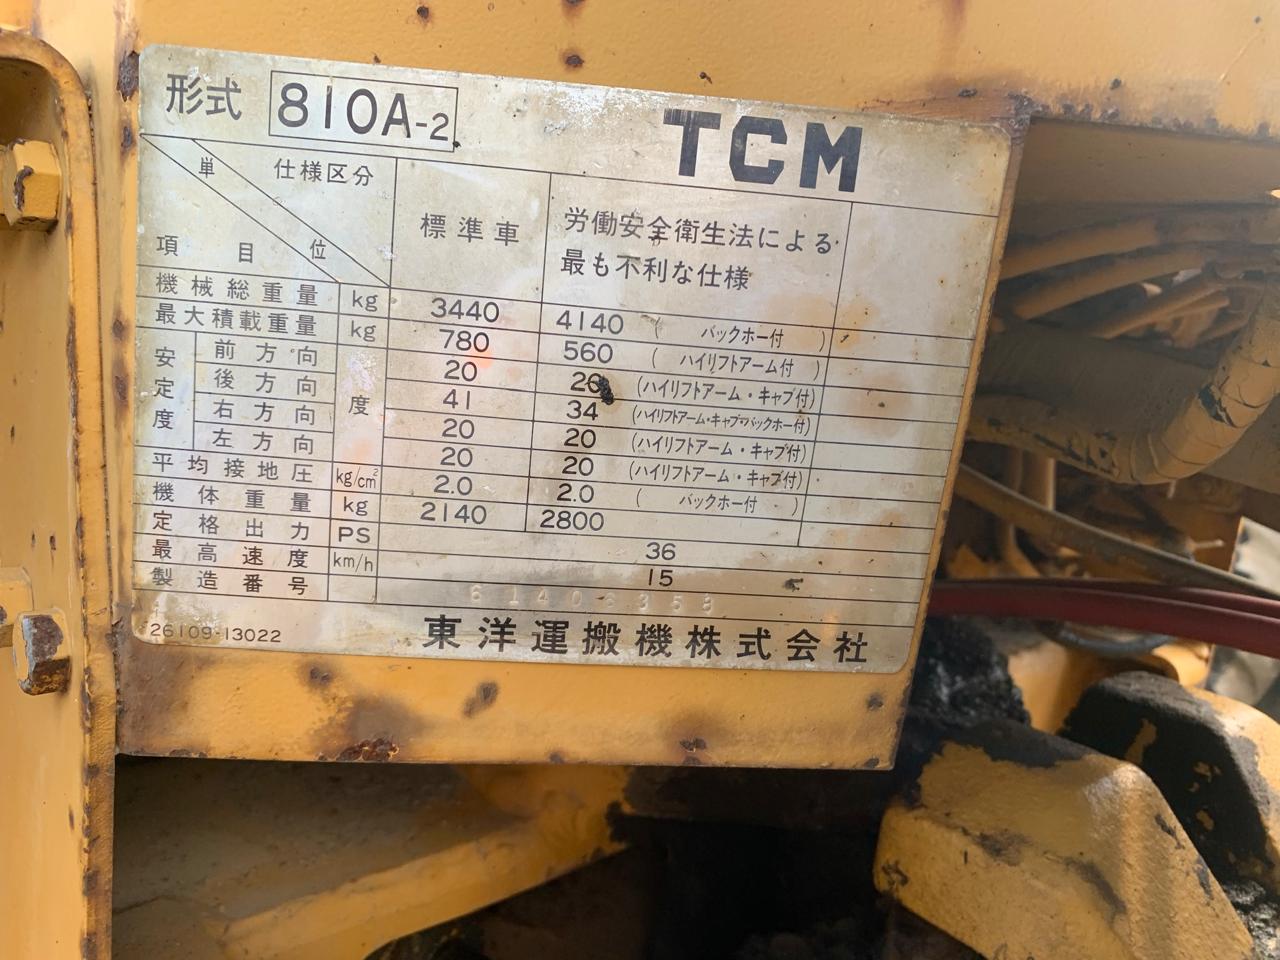 形式 810A-2 TCM
単 仕様区分
項目 位
標準車
労働安全衛生法による
最も不利な仕様
機械総重量 kg 3440 4140 (バックホー付)
最大積載重量 kg 780 560 (ハイリフトアーム付)
安定度 前方向 度 20 20 (ハイリフトアーム・キャブ付)
後方向 41 34 (ハイリフトアーム・キャブ・バックホー付)
右方向 20 20 (ハイリフトアーム・キャブ付)
左方向 20 20 (ハイリフトアーム・キャブ付)
平均接地圧 kg/cm² 2.0 2.0 (バックホー付)
機体重量 kg 2140 2800
定格出力 PS 36
最高速度 km/h 15
製造番号 61406353
26109-13022 東洋運搬機株式会社